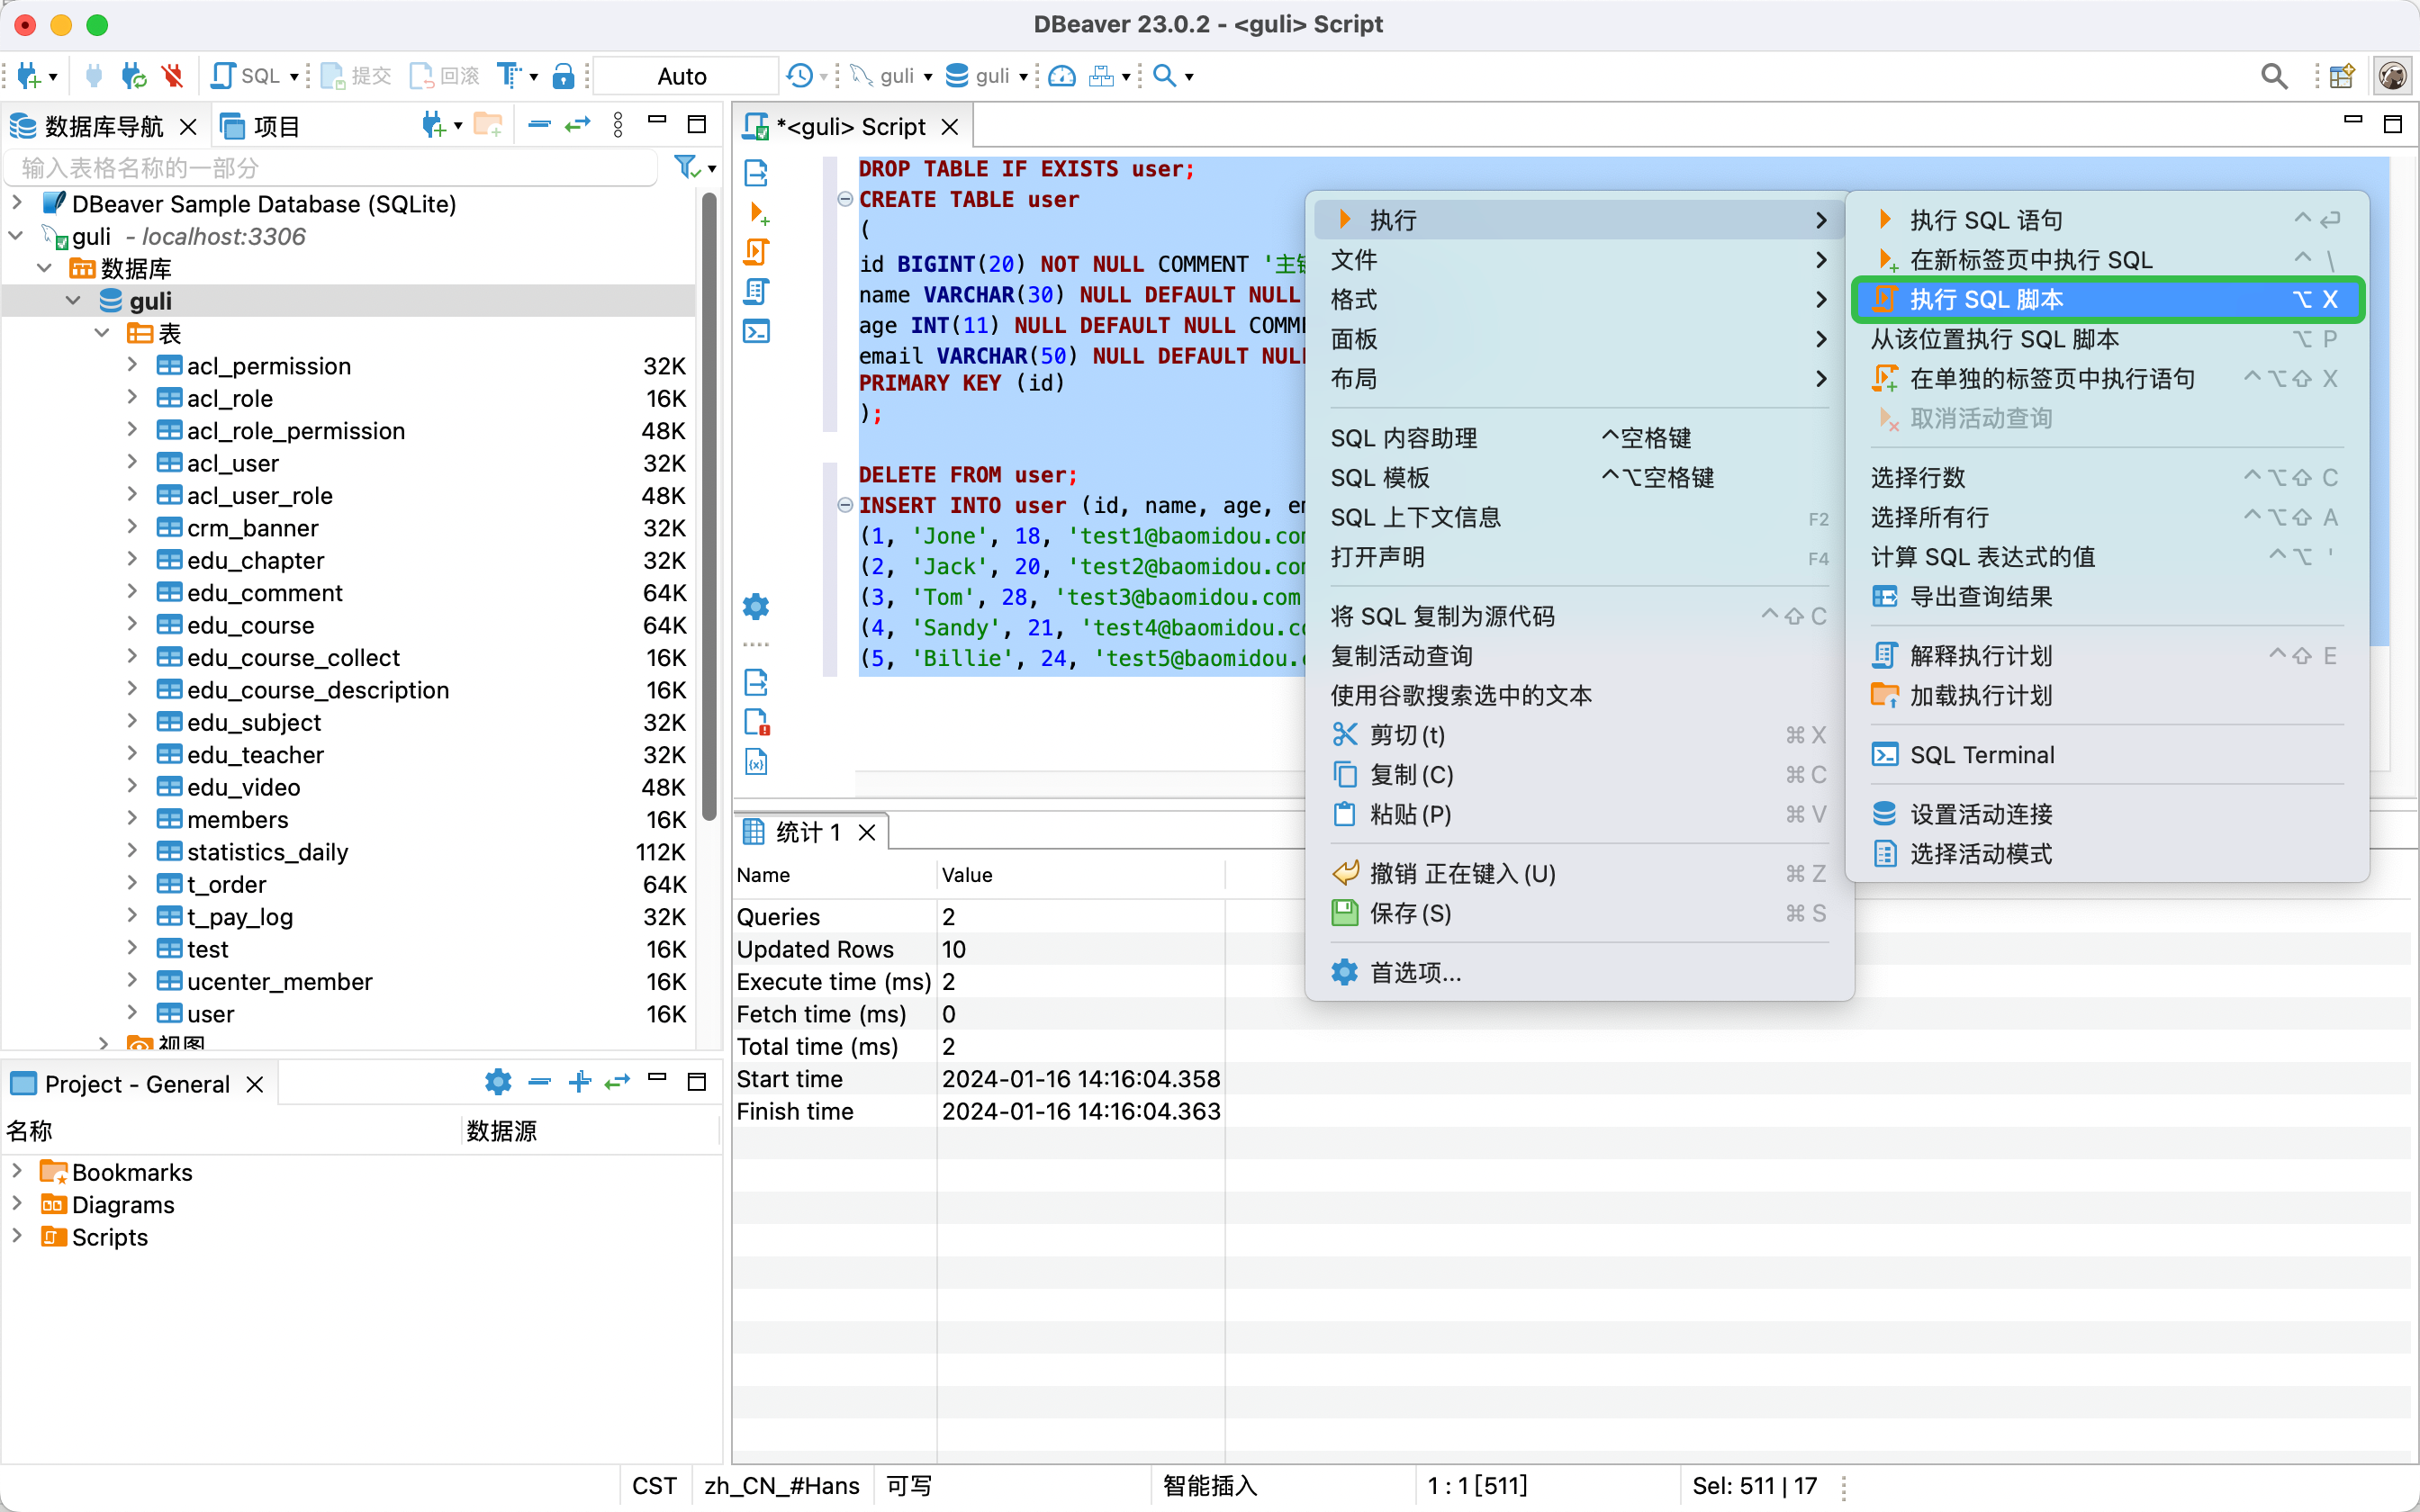 DBeaver 23.0.2 - <guli> Script
SQL
提交
回滚
Auto
guli
guli
数据库导航
项目
输入表格名称的一部分
DBeaver Sample Database (SQLite)
guli - localhost:3306
数据库
guli
表
acl_permission 32K
acl_role 16K
acl_role_permission 48K
acl_user 32K
acl_user_role 48K
crm_banner 32K
edu_chapter 32K
edu_comment 64K
edu_course 64K
edu_course_collect 16K
edu_course_description 16K
edu_subject 32K
edu_teacher 32K
edu_video 48K
members 16K
statistics_daily 112K
t_order 64K
t_pay_log 32K
test 16K
ucenter_member 16K
user 16K
视图
Project - General
名称 数据源
Bookmarks
Diagrams
Scripts
*<guli> Script
DROP TABLE IF EXISTS user;
CREATE TABLE user
(
id BIGINT(20) NOT NULL COMMENT '主键
name VARCHAR(30) NULL DEFAULT NULL
age INT(11) NULL DEFAULT NULL COMME
email VARCHAR(50) NULL DEFAULT NULL
PRIMARY KEY (id)
);
DELETE FROM user;
INSERT INTO user (id, name, age, em
(1, 'Jone', 18, 'test1@baomidou.com
(2, 'Jack', 20, 'test2@baomidou.com
(3, 'Tom', 28, 'test3@baomidou.com
(4, 'Sandy', 21, 'test4@baomidou.co
(5, 'Billie', 24, 'test5@baomidou.c
执行
文件
格式
面板
布局
SQL 内容助理 ^空格键
SQL 模板 ^⌥空格键
SQL 上下文信息 F2
打开声明 F4
将 SQL 复制为源代码 ^⇧ C
复制活动查询
使用谷歌搜索选中的文本
剪切 (t) ⌘ X
复制 (C) ⌘ C
粘贴 (P) ⌘ V
撤销 正在键入 (U) ⌘ Z
保存 (S) ⌘ S
首选项...
执行 SQL 语句 ^ ↩
在新标签页中执行 SQL ^ \
执行 SQL 脚本 ⌥ X
从该位置执行 SQL 脚本 ⌥ P
在单独的标签页中执行语句 ^⌥⇧ X
取消活动查询
选择行数 ^⌥⇧ C
选择所有行 ^⌥⇧ A
计算 SQL 表达式的值 ^⌥ '
导出查询结果
解释执行计划 ^⇧ E
加载执行计划
SQL Terminal
设置活动连接
选择活动模式
统计 1
Name Value
Queries 2
Updated Rows 10
Execute time (ms) 2
Fetch time (ms) 0
Total time (ms) 2
Start time 2024-01-16 14:16:04.358
Finish time 2024-01-16 14:16:04.363
CST
zh_CN_#Hans
可写
智能插入
1 : 1 [511]
Sel: 511 | 17